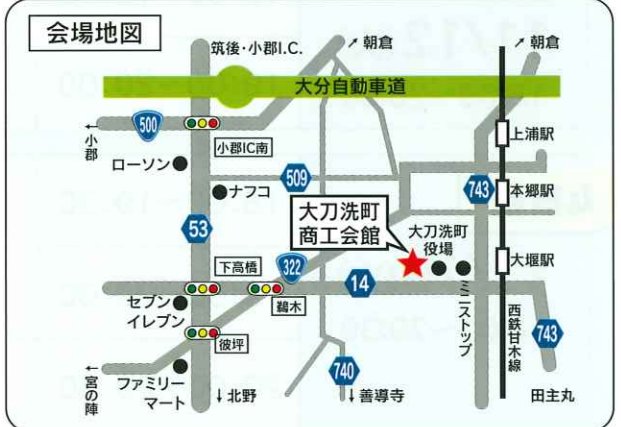 会場地図
筑後・小郡I.C.
↗朝倉
↗朝倉
大分自動車道
500
←小郡
小郡IC南
上浦駅
ローソン
509
ナフコ
743
本郷駅
大刀洗町
商工会館
大刀洗町
役場
53
下高橋
322
大堰駅
14
セブン
イレブン
鵜木
ミニストップ
西鉄甘木線
743
彼坪
←宮の陣
ファミリー
マート
↓北野
740
↓善導寺
田主丸